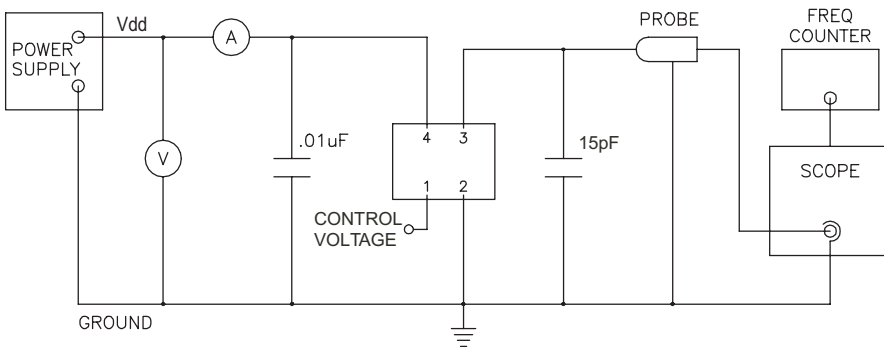 POWER
SUPPLY
Vdd
A
V
.01uF
4 3
1 2
CONTROL
VOLTAGE
15pF
PROBE
FREQ
COUNTER
SCOPE
GROUND